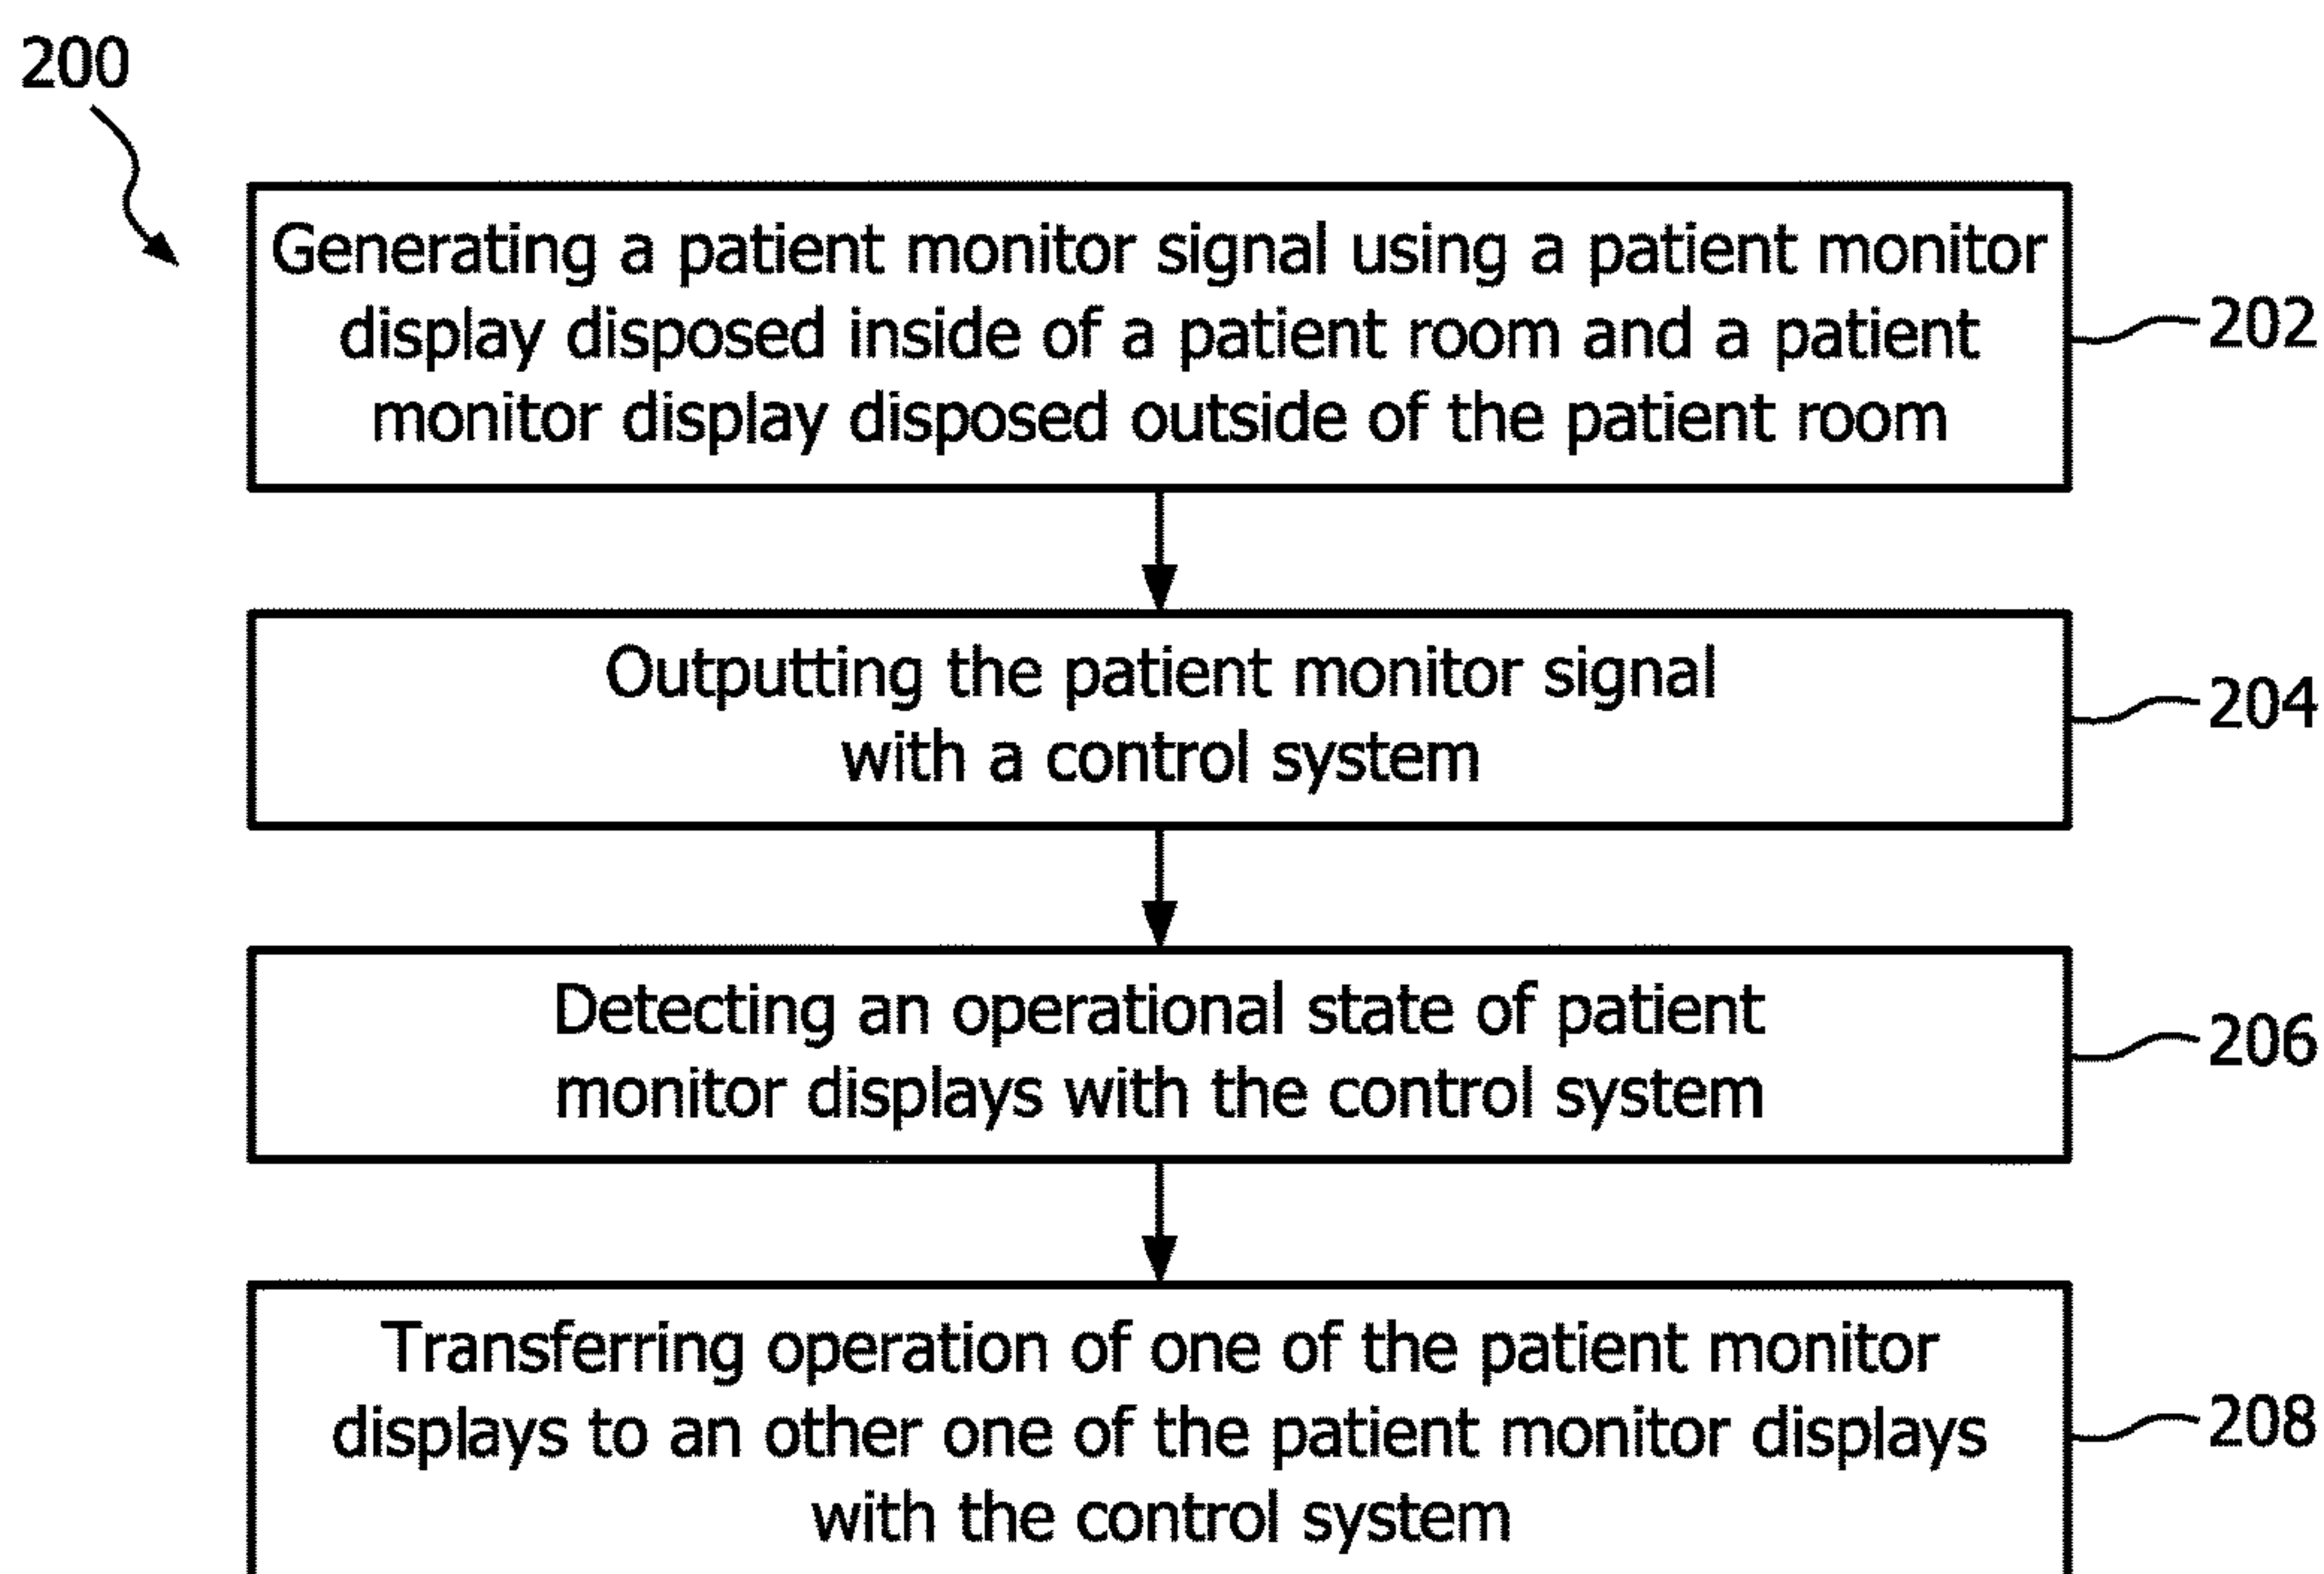 200
Generating a patient monitor signal using a patient monitor
display disposed inside of a patient room and a patient
monitor display disposed outside of the patient room
202
Outputting the patient monitor signal
with a control system
204
Detecting an operational state of patient
monitor displays with the control system
206
Transferring operation of one of the patient monitor
displays to an other one of the patient monitor displays
with the control system
208